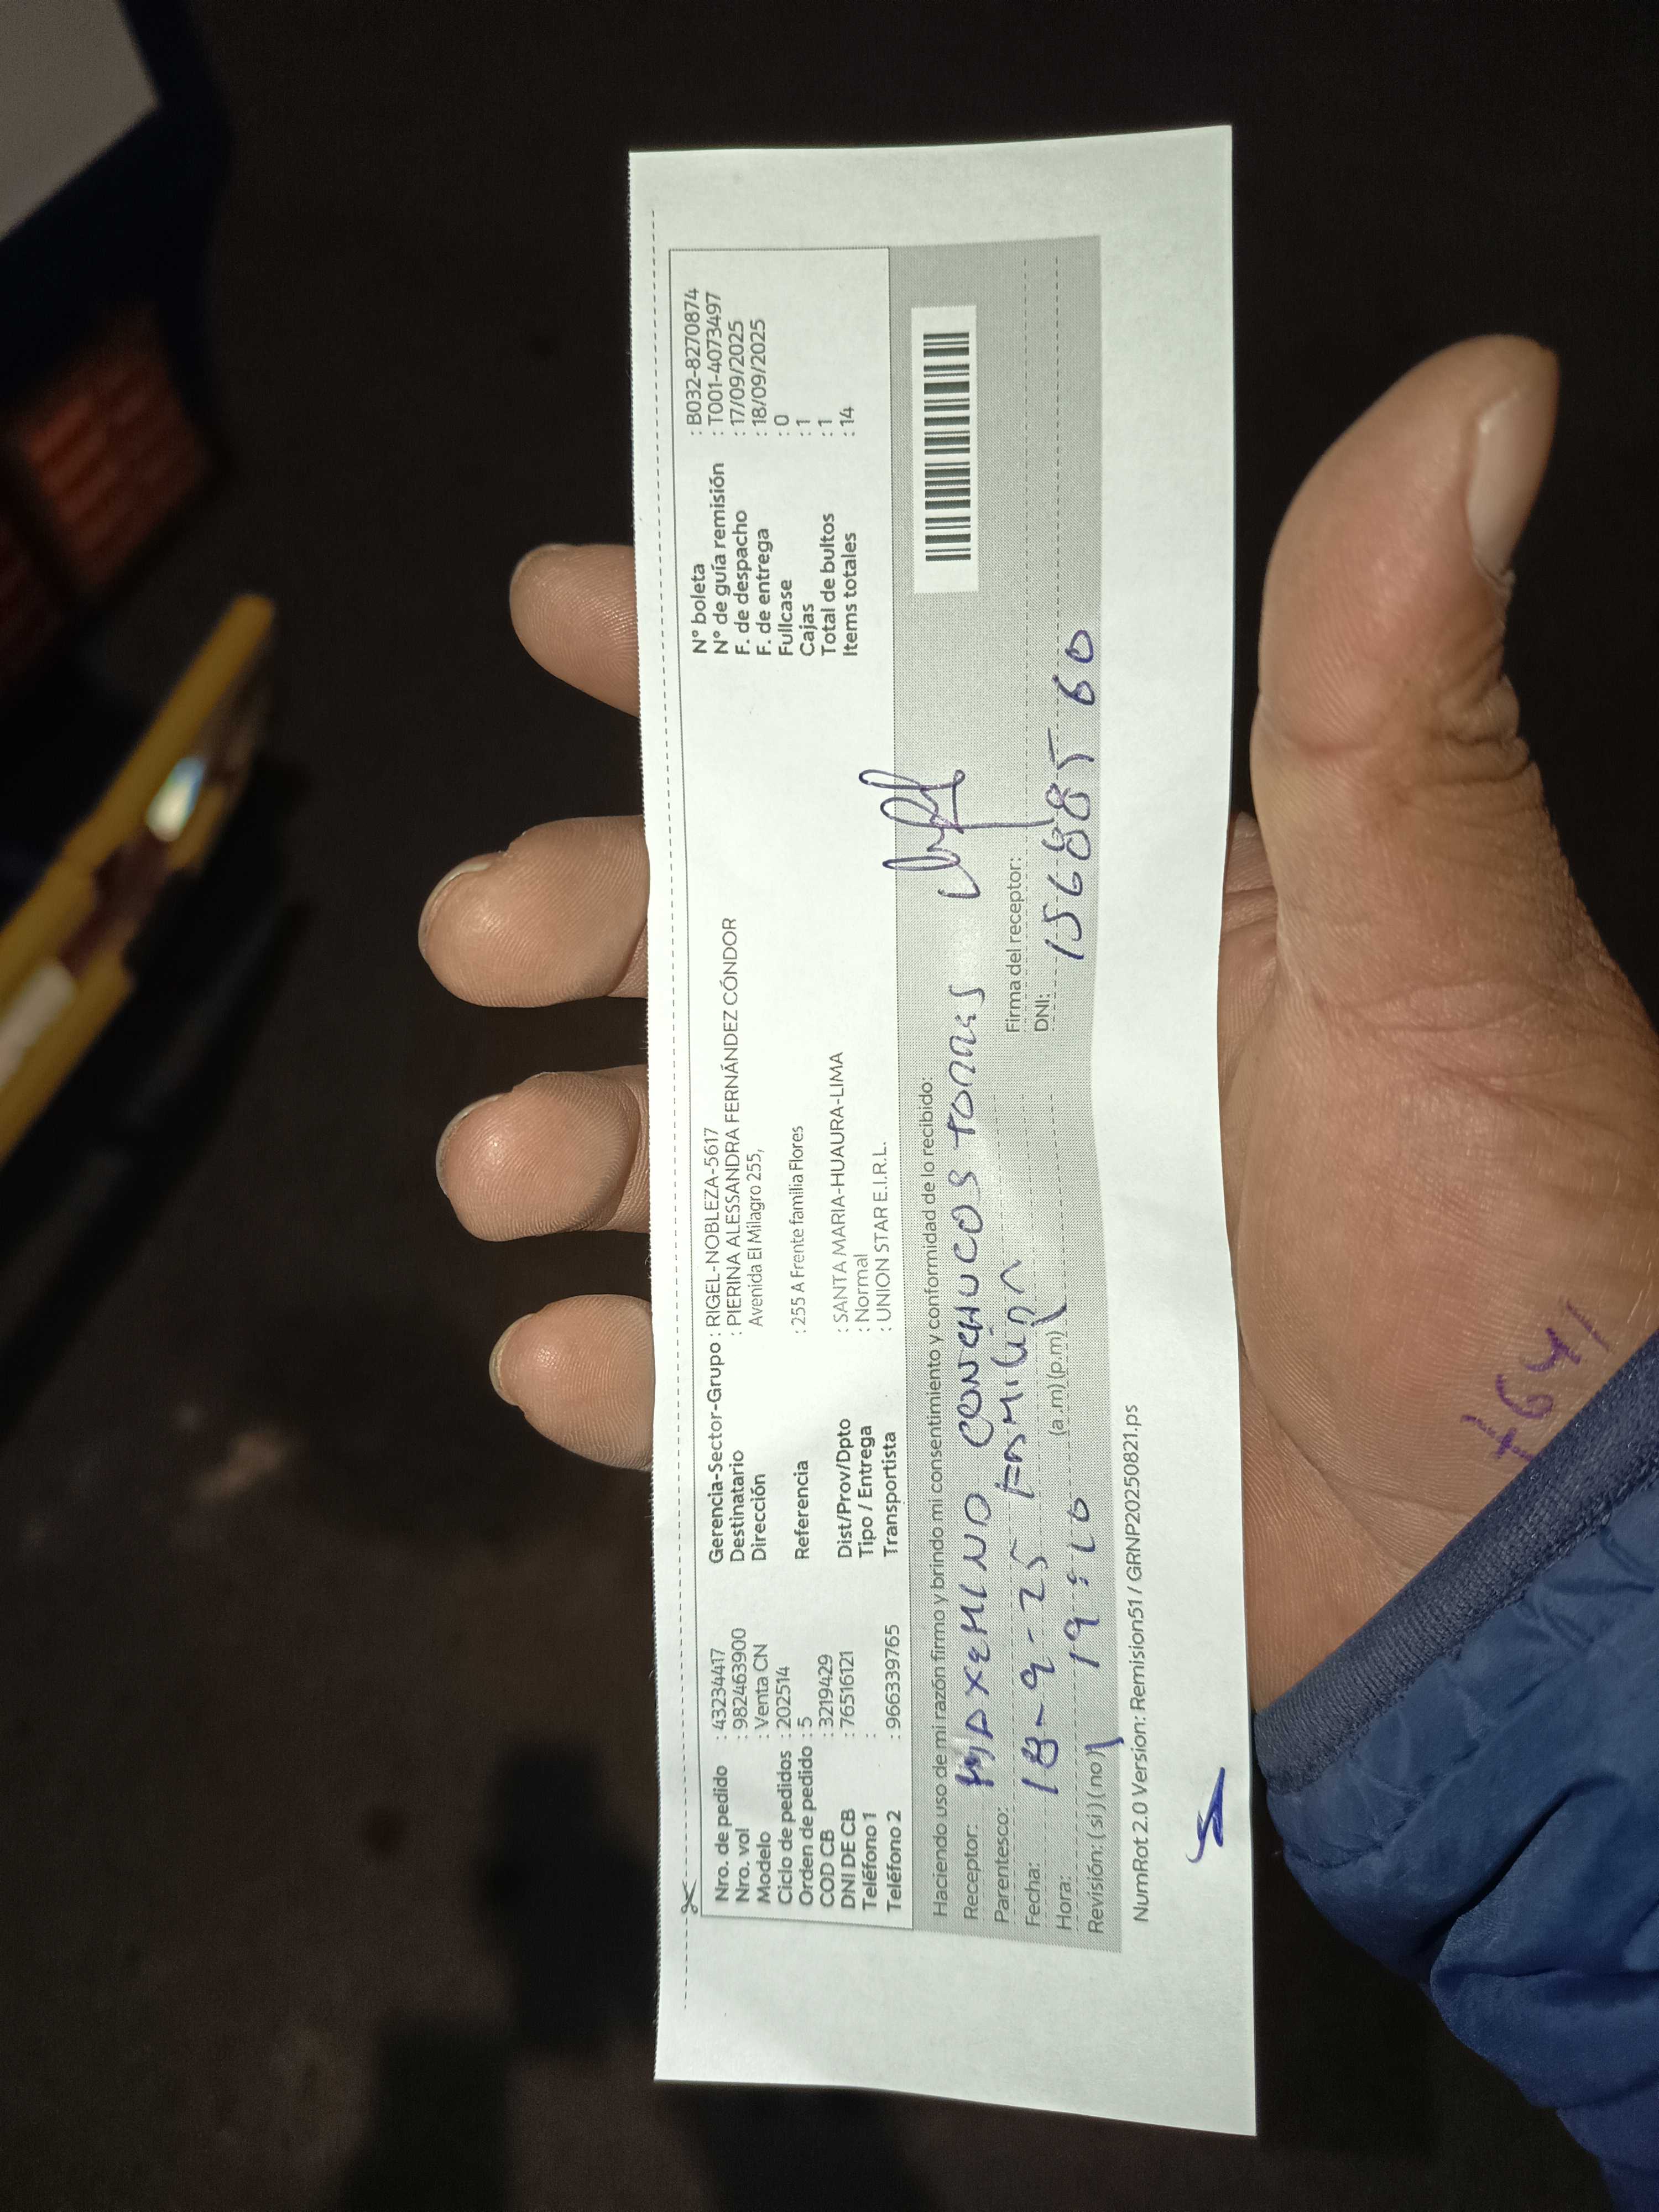 Nro. de pedido : 43234417
Nro. vol : 982463900
Modelo : Venta CN
Ciclo de pedidos : 202514
Orden de pedido : 5
COD CB : 3219429
DNI DE CB : 76516121
Teléfono 1 :
Teléfono 2 : 966339765
Gerencia-Sector-Grupo : RIGEL-NOBLEZA-5617
Destinatario : PIERINA ALESSANDRA FERNÁNDEZ CÓNDOR
Dirección Avenida El Milagro 255,
Referencia : 255 A Frente familia Flores
Dist/Prov/Dpto : SANTA MARIA-HUAURA-LIMA
Tipo / Entrega : Normal
Transportista : UNION STAR E.I.R.L.
N° boleta : B032-8270874
N° de guía remisión : T001-4073497
F. de despacho : 17/09/2025
F. de entrega : 18/09/2025
Fullcase : 0
Cajas : 1
Total de bultos : 1
Items totales : 14
Haciendo uso de mi razón firmo y brindo mi consentimiento y conformidad de lo recibido:
Receptor: CONCHUCOS
Parentesco:
Fecha: 18-9-25
Hora: (a.m) (p.m)
Revisión: (si) (no)
Firma del receptor:
DNI: 15688560
NumRot 2.0 Version: Remision51 / GRNP20250821.ps